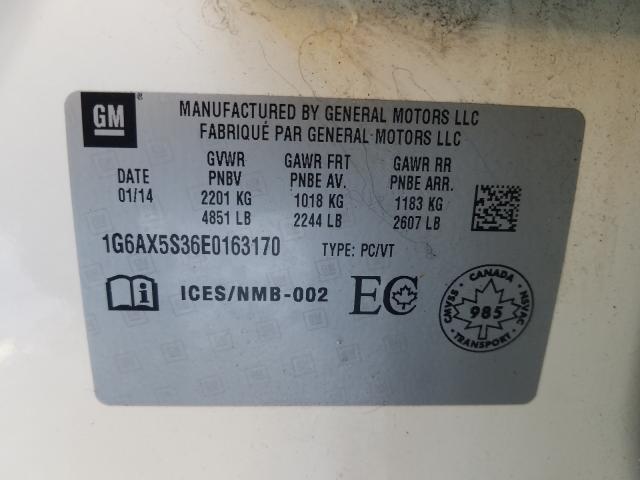 GM
MANUFACTURED BY GENERAL MOTORS LLC
FABRIQUÉ PAR GENERAL MOTORS LLC
DATE
01/14
GVWR
PNBV
2201 KG
4851 LB
GAWR FRT
PNBE AV.
1018 KG
2244 LB
GAWR RR
PNBE ARR.
1183 KG
2607 LB
1G6AX5S36E0163170 TYPE: PC/VT
ICES/NMB-002 EC
CANADA
CMVSS
985
NSVAC
TRANSPORT